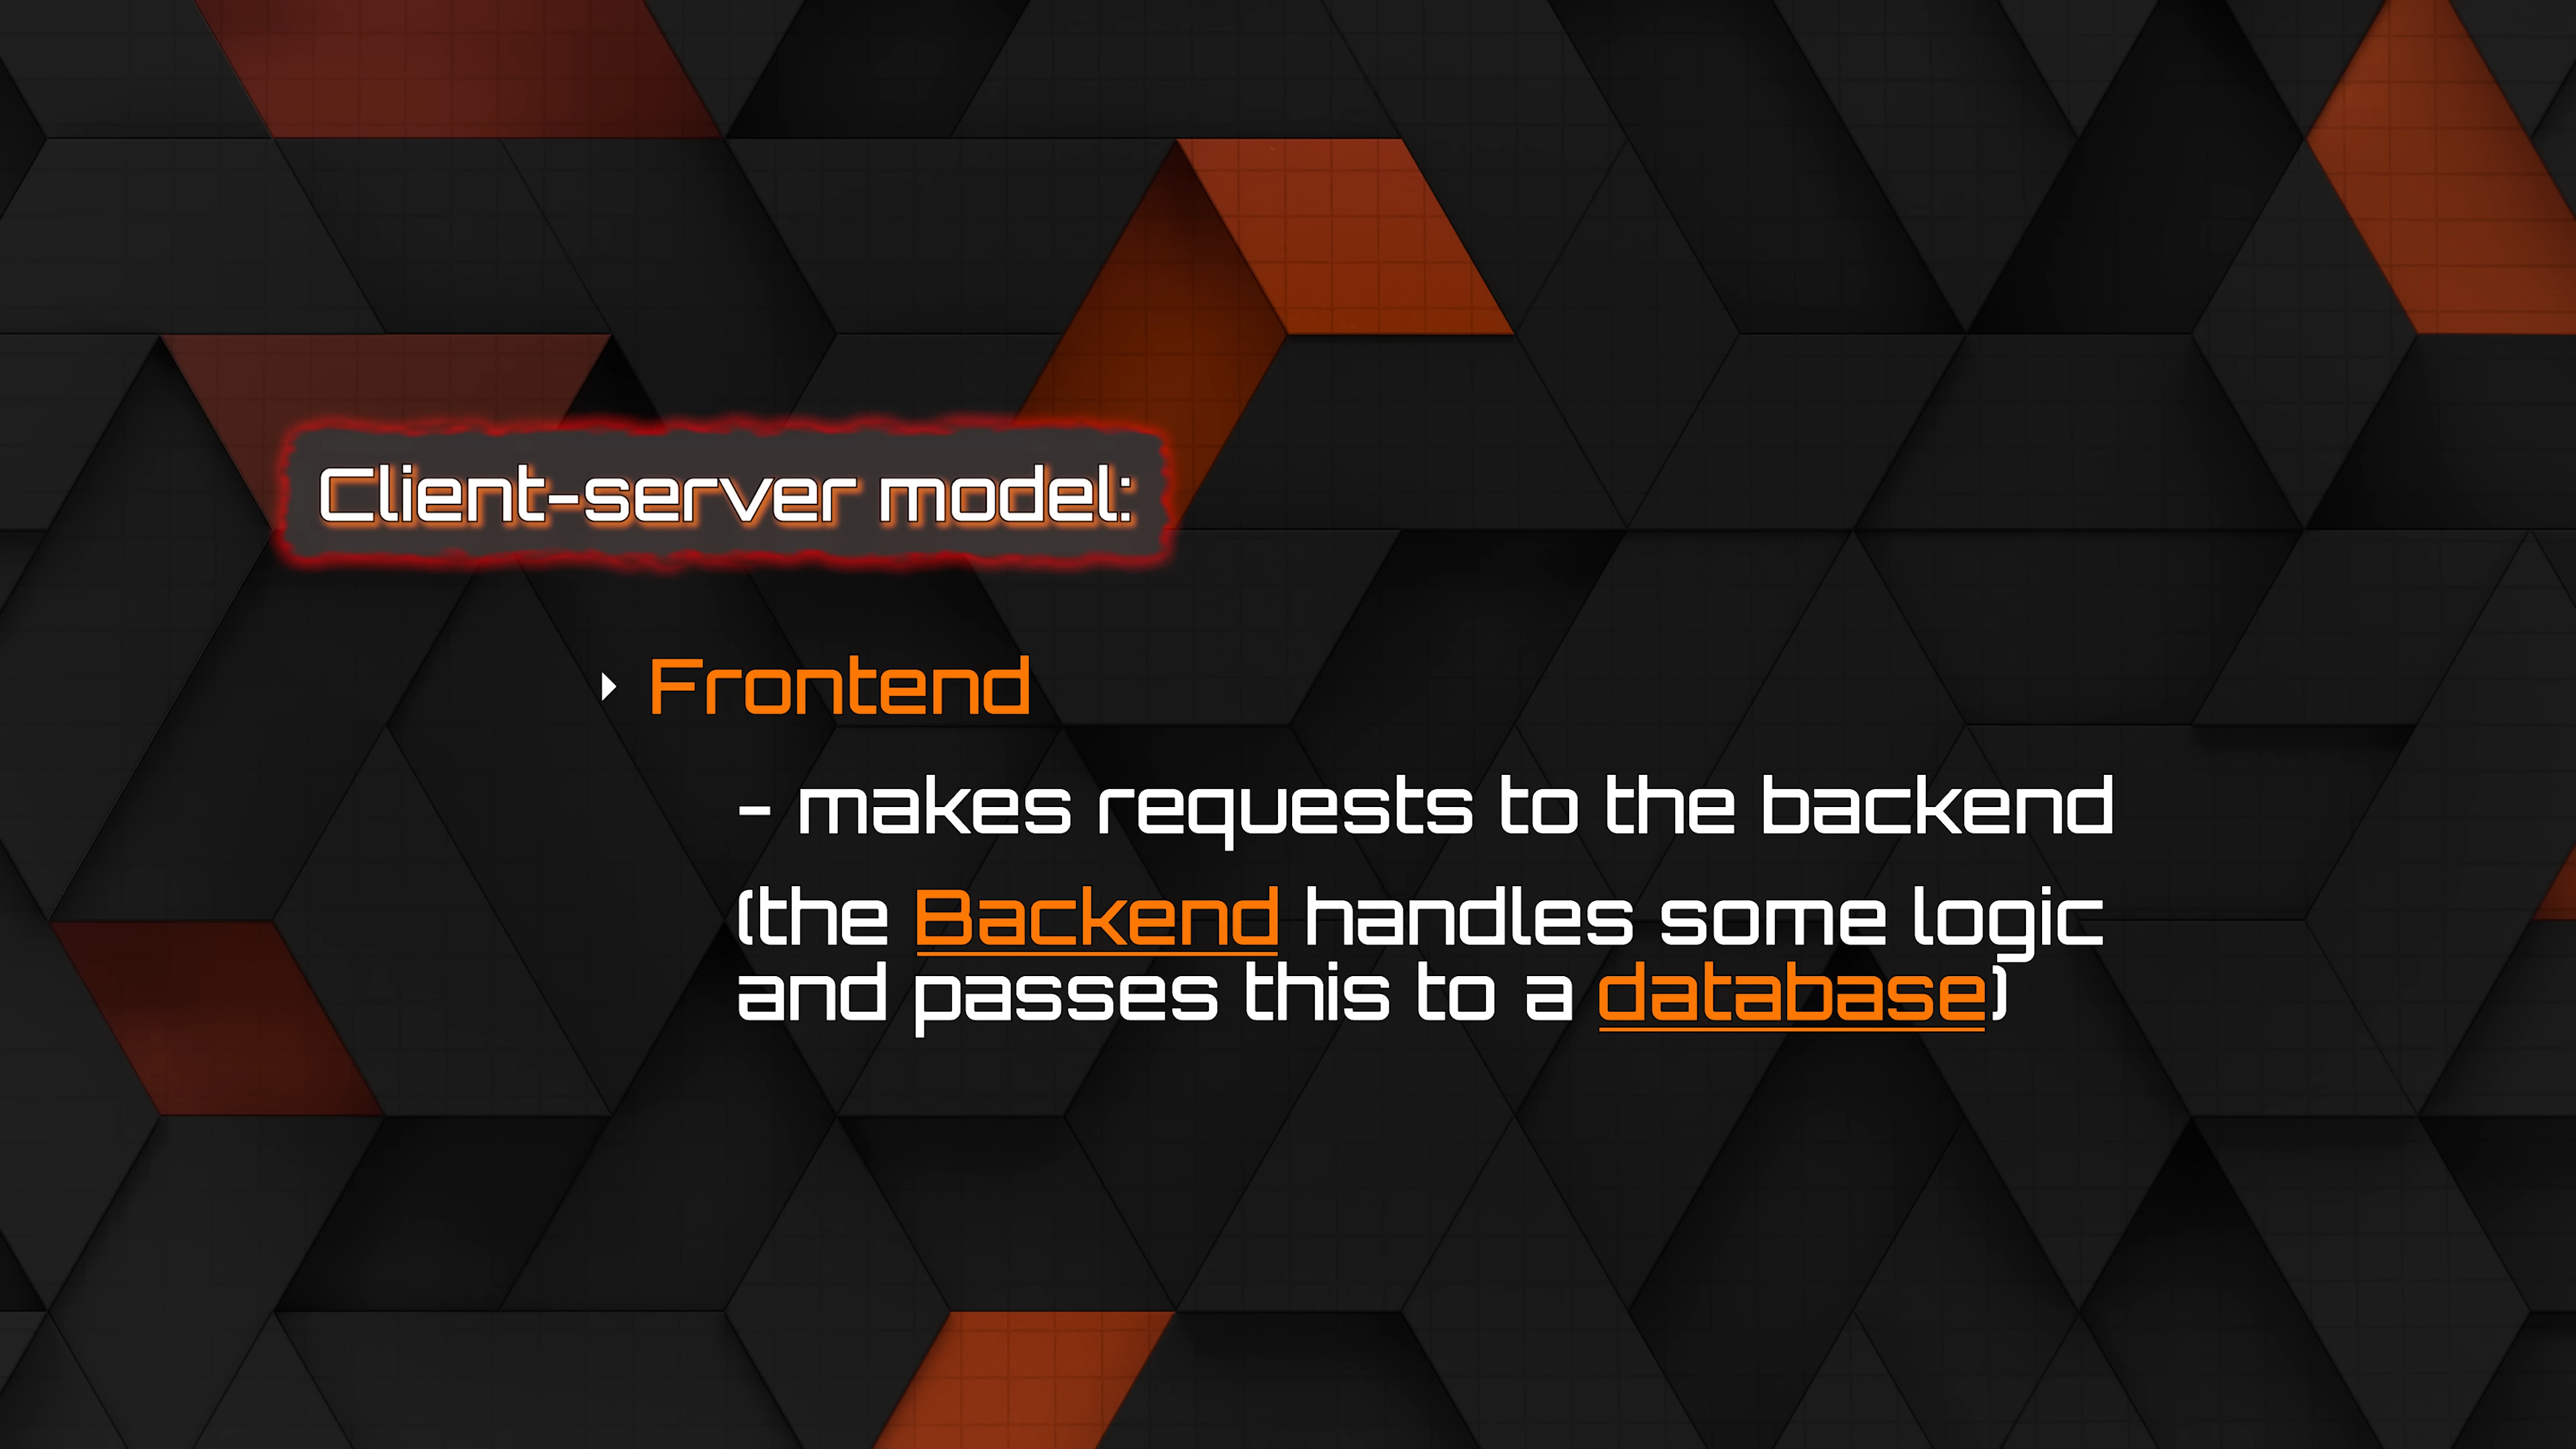 Client-server model:
Frontend
- makes requests to the backend
(the Backend handles some logic
and passes this to a database)